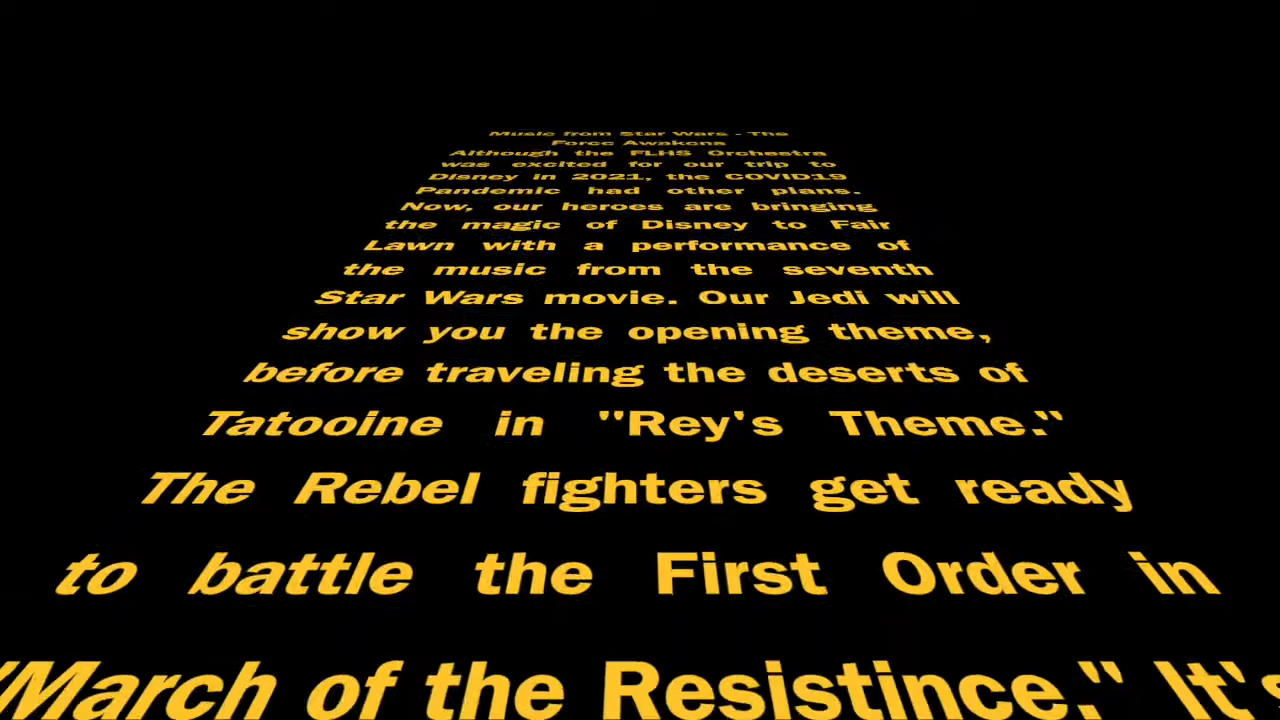 Music from Star Wars - The
Force Awakens
Although the FLHS Orchestra
was excited for our trip to
Disney in 2021, the COVID19
Pandemic had other plans.
Now, our heroes are bringing
the magic of Disney to Fair
Lawn with a performance of
the music from the seventh
Star Wars movie. Our Jedi will
show you the opening theme,
before traveling the deserts of
Tatooine in "Rey's Theme."
The Rebel fighters get ready
to battle the First Order in
"March of the Resistince." It's